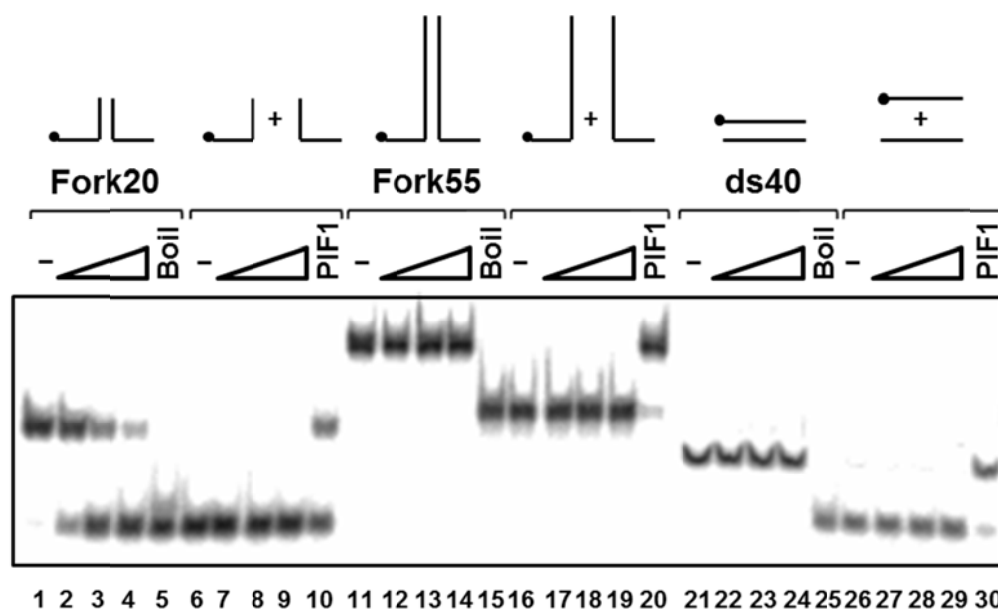 + + +
Fork20 Fork55 ds40
− Boil − PIF1 − Boil − PIF1 − Boil − PIF1
1 2 3 4 5 6 7 8 9 10 11 12 13 14 15 16 17 18 19 20 21 22 23 24 25 26 27 28 29 30